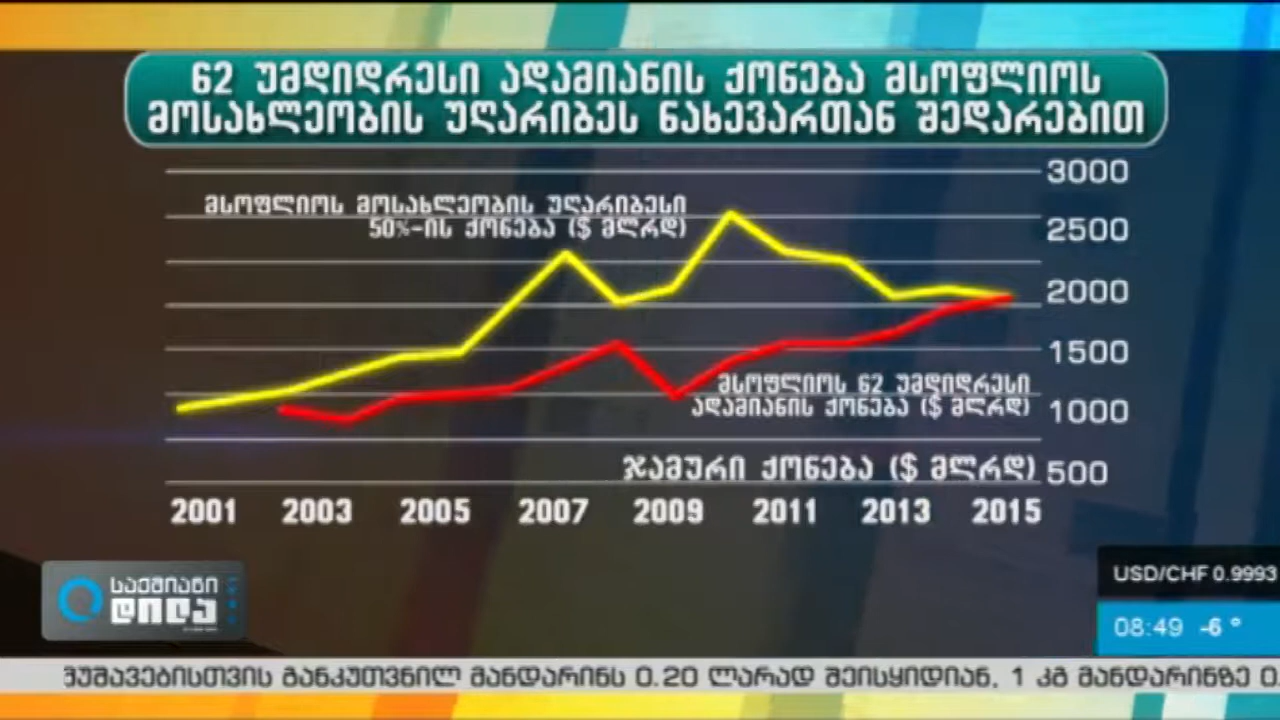 62 უმდიდრესი ადამიანის ქონება მსოფლიოს
მოსახლეობის უღარიბეს ნახევართან შედარებით
3000
მსოფლიოს მოსახლეობის უღარიბესი
50%-ის ქონება ($ მლრდ)
2500
2000
1500
მსოფლიოს 62 უმდიდრესი
ადამიანის ქონება ($ მლრდ)
1000
ჯამური ქონება ($ მლრდ)
500
2001 2003 2005 2007 2009 2011 2013 2015
საქმიანი
დილა
USD/CHF 0.9993
08:49 -6 °
მუშავებისთვის განკუთვნილ მანდარინს 0.20 ლარად შეისყიდიან, 1 კგ მანდარინზე 0.